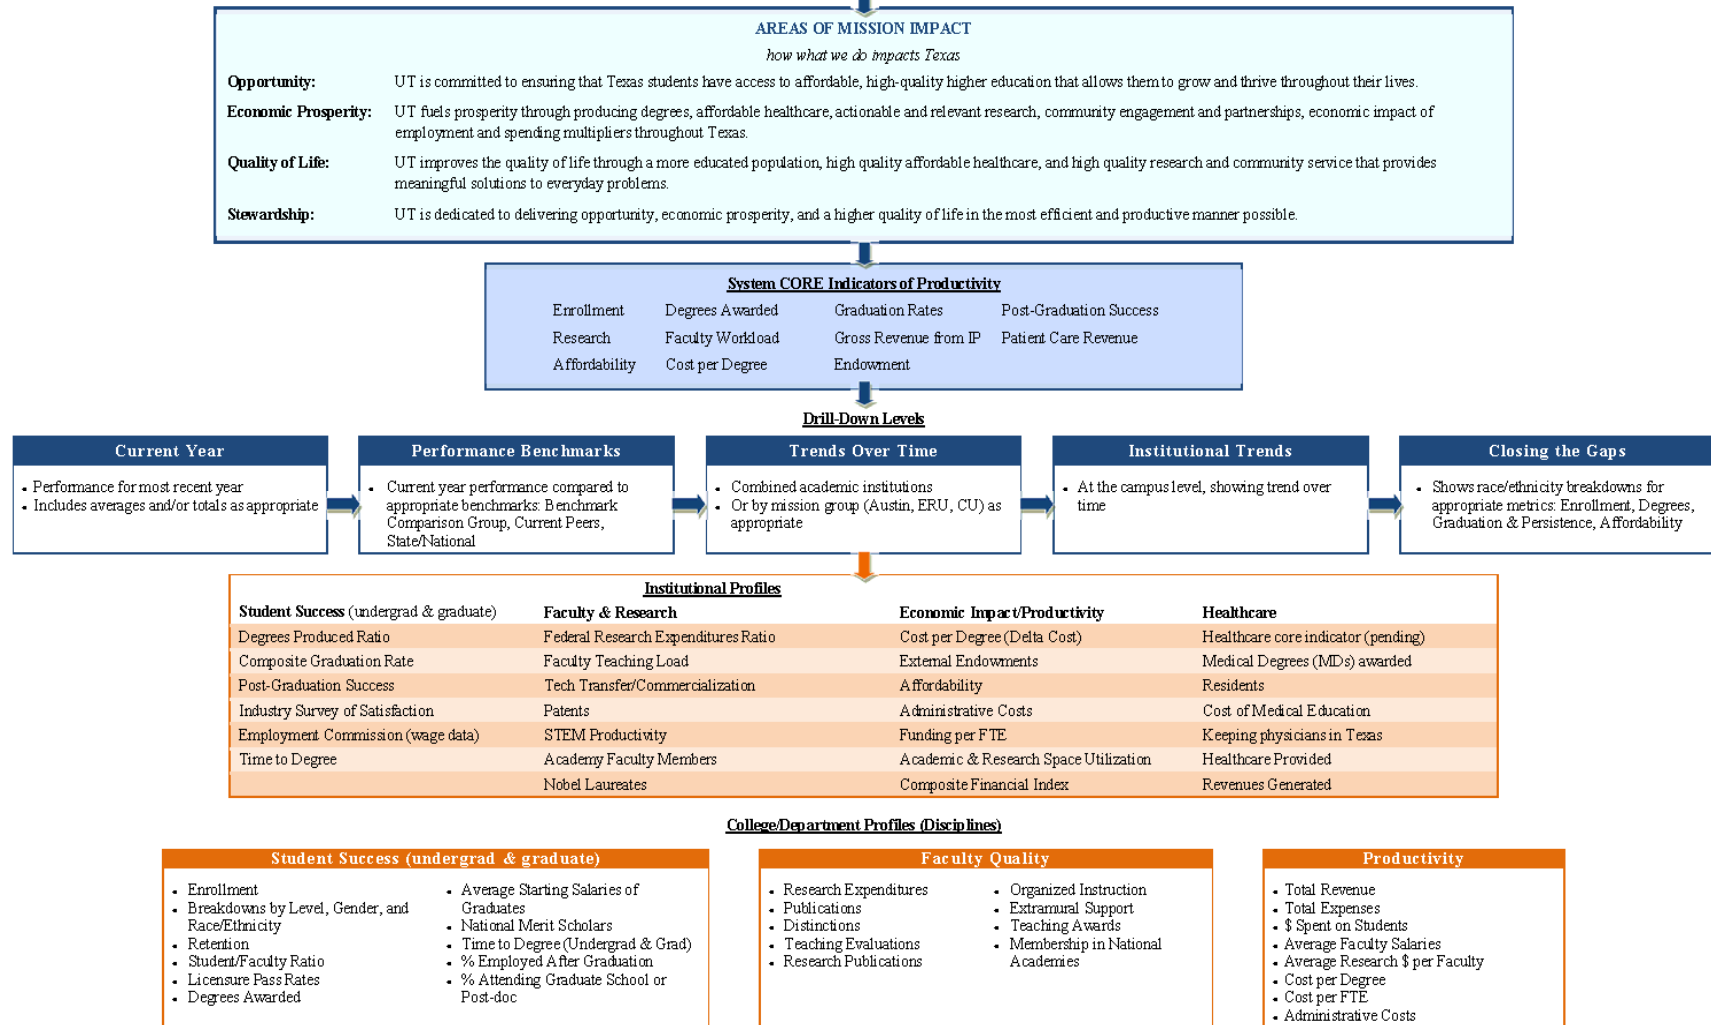 AREAS OF MISSION IMPACT
how what we do impacts Texas
Opportunity: UT is committed to ensuring that Texas students have access to affordable, high-quality higher education that allows them to grow and thrive throughout their lives.
Economic Prosperity: UT fuels prosperity through producing degrees, affordable healthcare, actionable and relevant research, community engagement and partnerships, economic impact of
employment and spending multipliers throughout Texas.
Quality of Life: UT improves the quality of life through a more educated population, high quality affordable healthcare, and high quality research and community service that provides
meaningful solutions to everyday problems.
Stewardship: UT is dedicated to delivering opportunity, economic prosperity, and a higher quality of life in the most efficient and productive manner possible.
System CORE Indicators of Productivity
Enrollment Degrees Awarded Graduation Rates Post-Graduation Success
Research Faculty Workload Gross Revenue from IP Patient Care Revenue
Affordability Cost per Degree Endowment
Drill-Down Levels
Current Year
• Performance for most recent year
• Includes averages and/or totals as appropriate
Performance Benchmarks
• Current year performance compared to
appropriate benchmarks: Benchmark
Comparison Group, Current Peers,
State/National
Trends Over Time
• Combined academic institutions
• Or by mission group (Austin, ERU, CU) as
appropriate
Institutional Trends
• At the campus level, showing trend over
time
Closing the Gaps
• Shows race/ethnicity breakdowns for
appropriate metrics: Enrollment, Degrees,
Graduation & Persistence, Affordability
Institutional Profiles
Student Success (undergrad & graduate) Faculty & Research Economic Impact/Productivity Healthcare
Degrees Produced Ratio Federal Research Expenditures Ratio Cost per Degree (Delta Cost) Healthcare core indicator (pending)
Composite Graduation Rate Faculty Teaching Load External Endowments Medical Degrees (MDs) awarded
Post-Graduation Success Tech Transfer/Commercialization Affordability Residents
Industry Survey of Satisfaction Patents Administrative Costs Cost of Medical Education
Employment Commission (wage data) STEM Productivity Funding per FTE Keeping physicians in Texas
Time to Degree Academy Faculty Members Academic & Research Space Utilization Healthcare Provided
Nobel Laureates Composite Financial Index Revenues Generated
College/Department Profiles (Disciplines)
Student Success (undergrad & graduate)
• Enrollment
• Breakdowns by Level, Gender, and
Race/Ethnicity
• Retention
• Student/Faculty Ratio
• Licensure Pass Rates
• Degrees Awarded
• Average Starting Salaries of
Graduates
• National Merit Scholars
• Time to Degree (Undergrad & Grad)
• % Employed After Graduation
• % Attending Graduate School or
Post-doc
Faculty Quality
• Research Expenditures
• Publications
• Distinctions
• Teaching Evaluations
• Research Publications
• Organized Instruction
• Extramural Support
• Teaching Awards
• Membership in National
Academies
Productivity
• Total Revenue
• Total Expenses
• $ Spent on Students
• Average Faculty Salaries
• Average Research $ per Faculty
• Cost per Degree
• Cost per FTE
• Administrative Costs